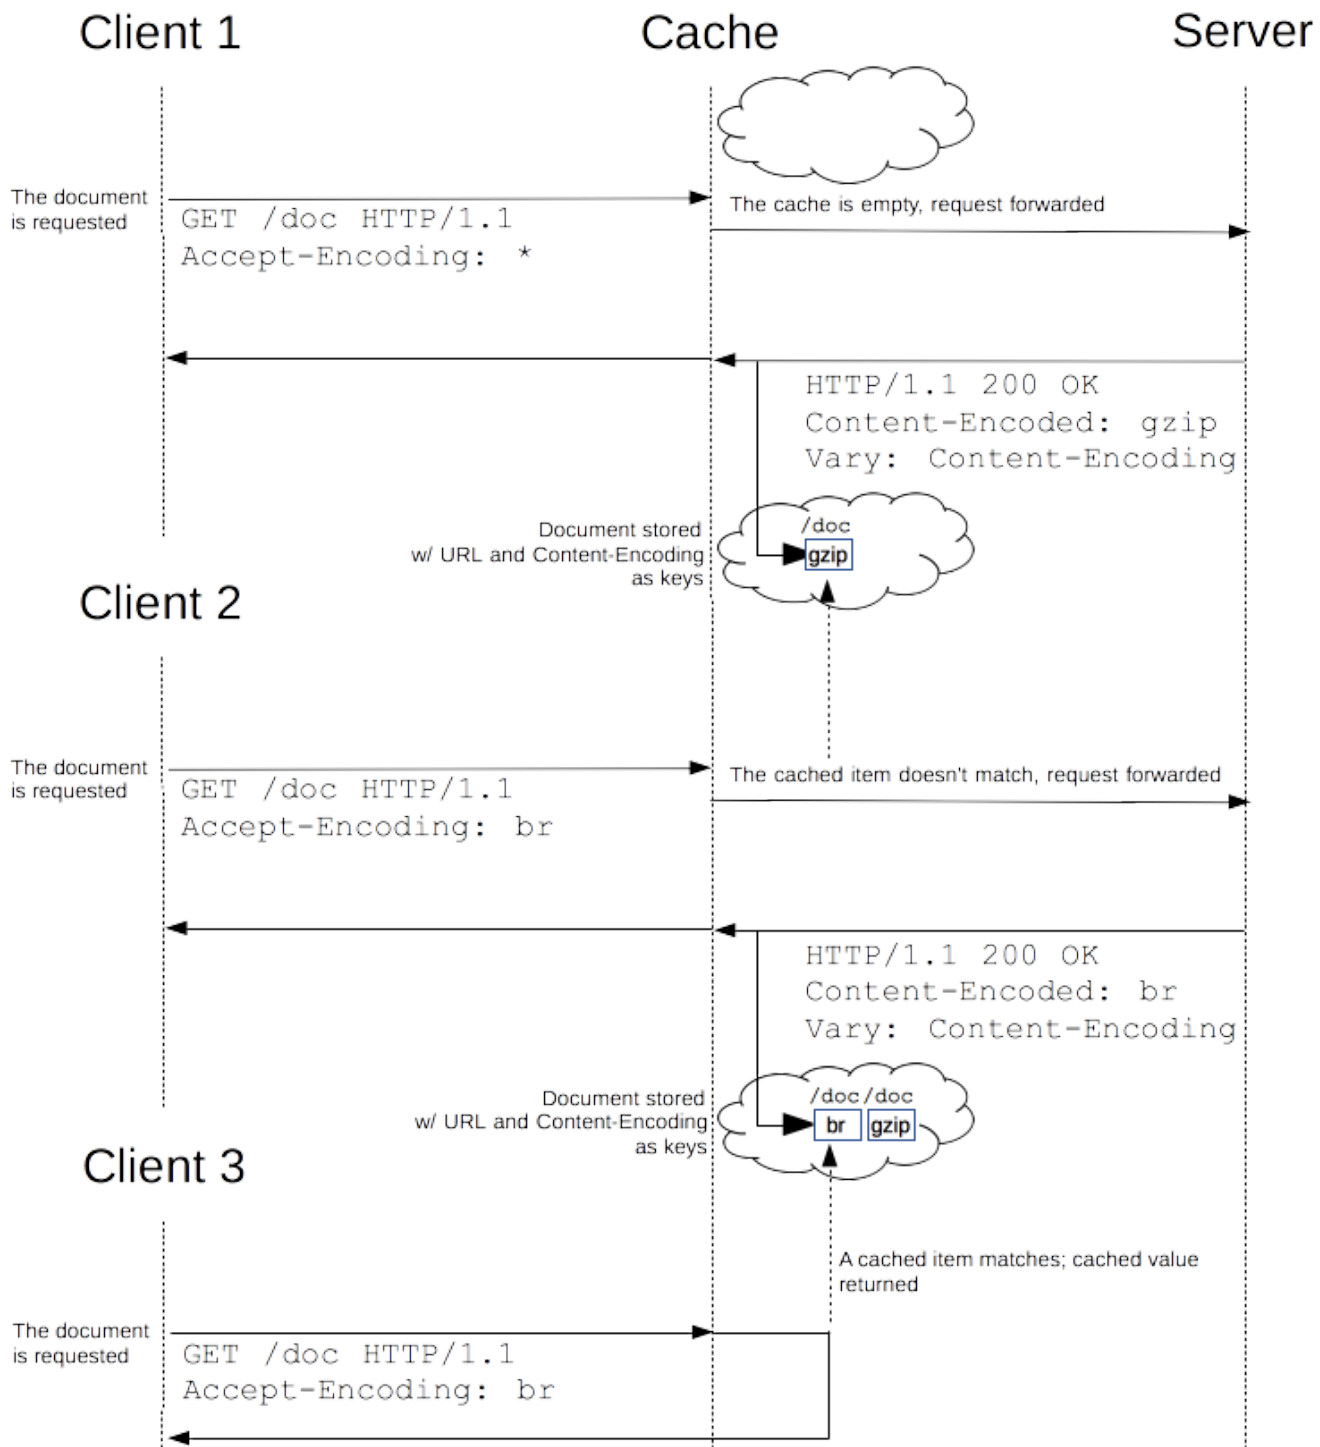 Client 1
Cache
Server
The document
is requested
GET /doc HTTP/1.1
Accept-Encoding: *
The cache is empty, request forwarded
HTTP/1.1 200 OK
Content-Encoded: gzip
Vary: Content-Encoding
Document stored
w/ URL and Content-Encoding
as keys
/doc
gzip
Client 2
The document
is requested
GET /doc HTTP/1.1
Accept-Encoding: br
The cached item doesn't match, request forwarded
HTTP/1.1 200 OK
Content-Encoded: br
Vary: Content-Encoding
Document stored
w/ URL and Content-Encoding
as keys
/doc /doc
br gzip
Client 3
A cached item matches; cached value
returned
The document
is requested
GET /doc HTTP/1.1
Accept-Encoding: br